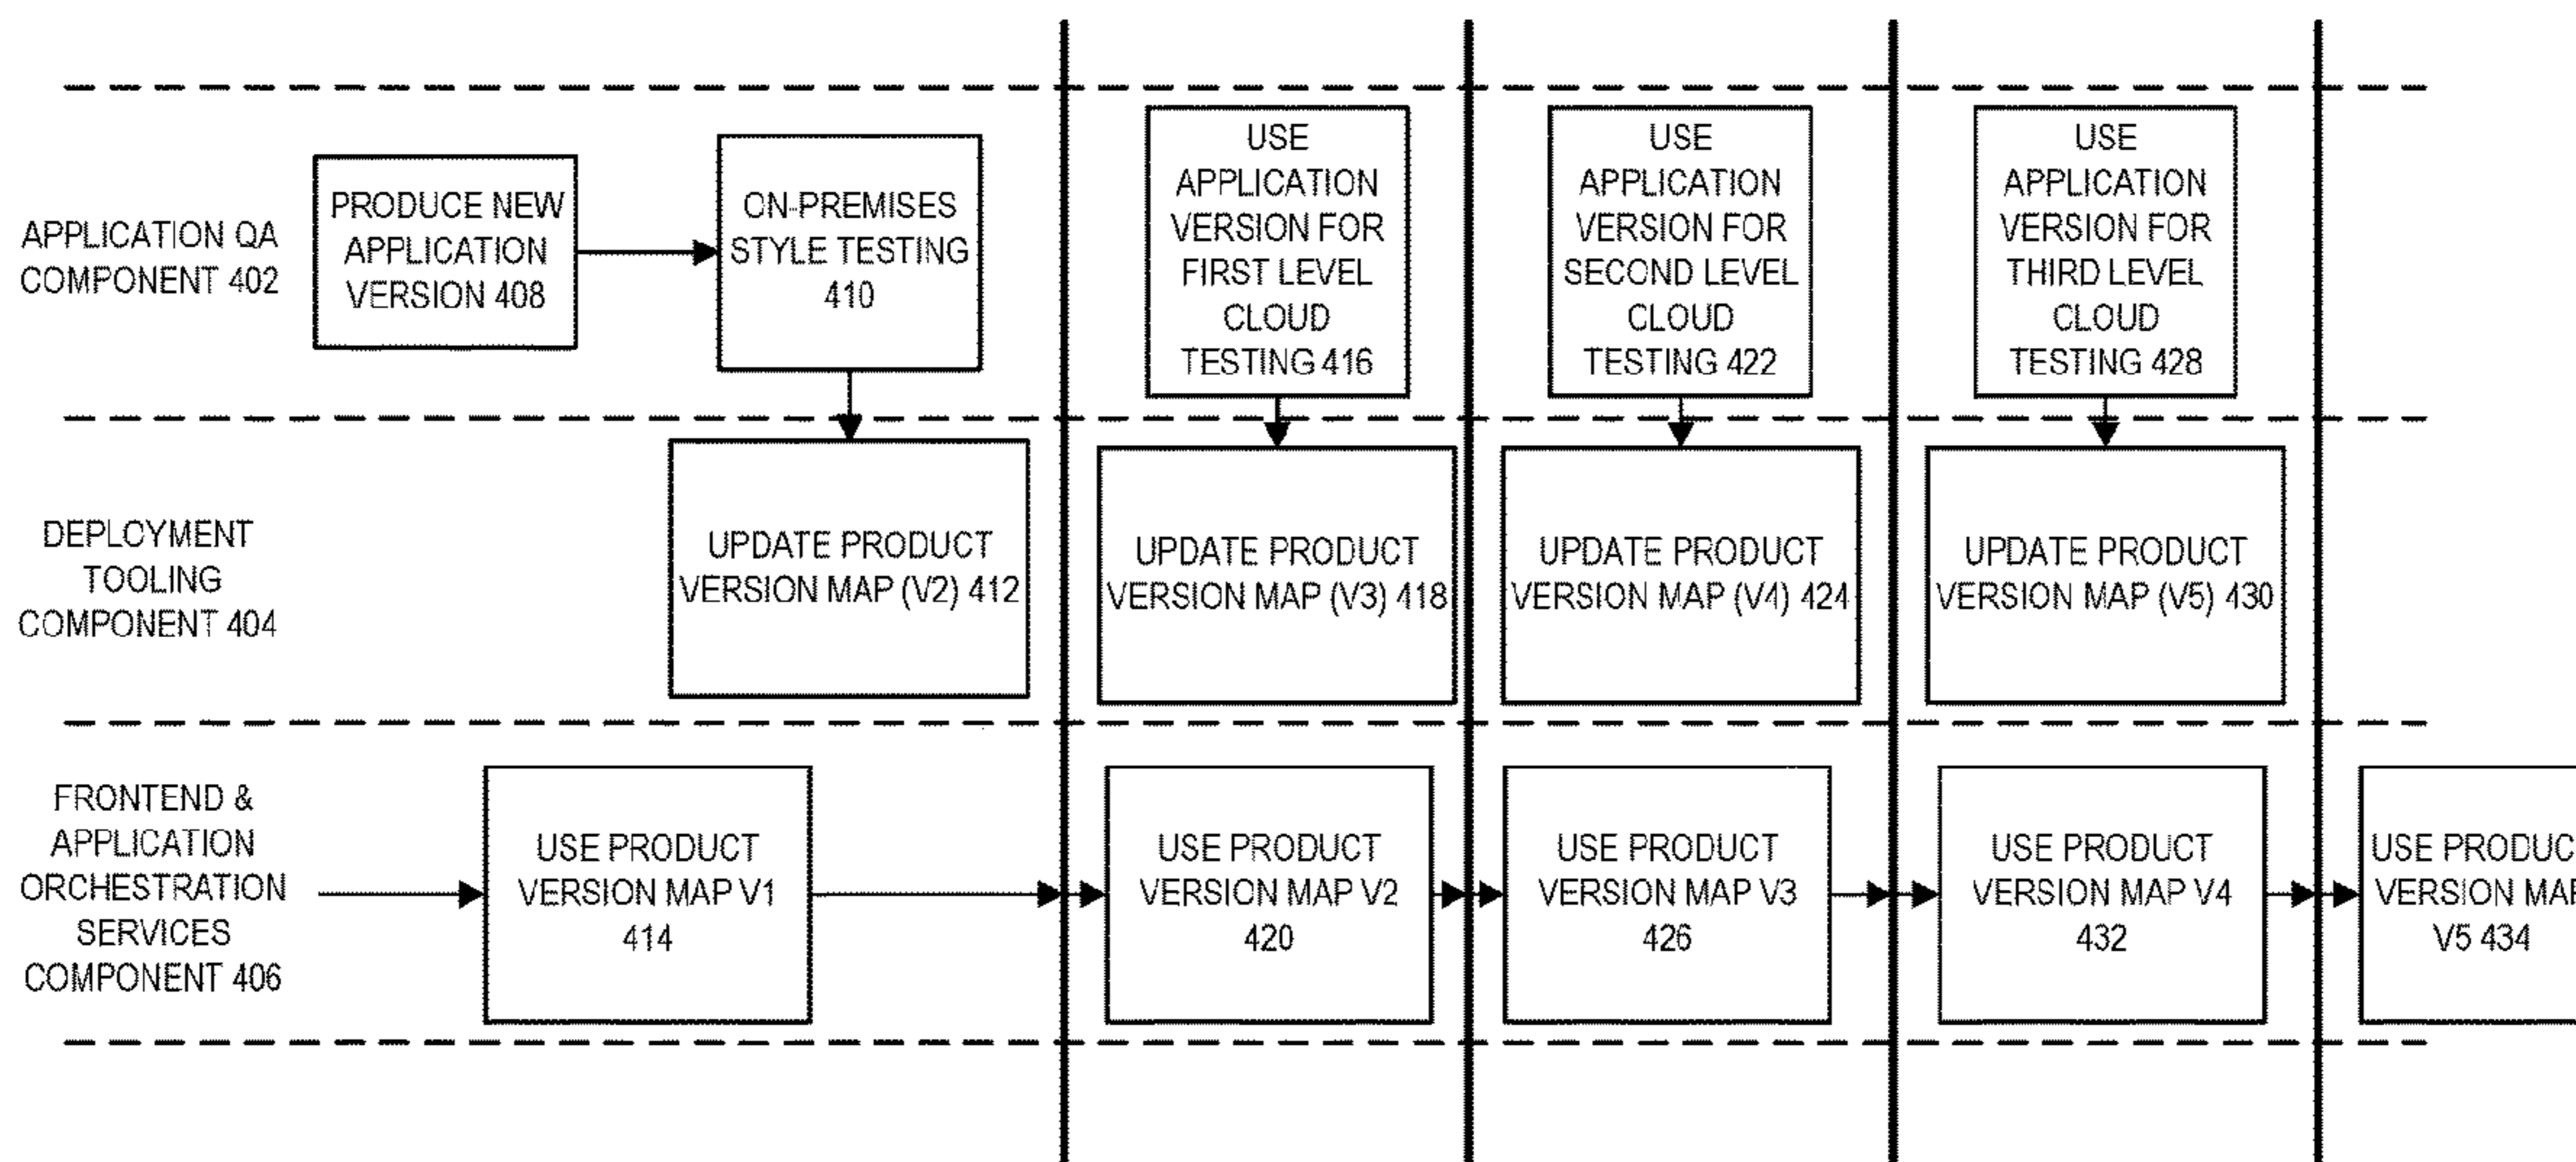 APPLICATION QA
COMPONENT 402
PRODUCE NEW
APPLICATION
VERSION 408
ON-PREMISES
STYLE TESTING
410
USE
APPLICATION
VERSION FOR
FIRST LEVEL
CLOUD
TESTING 416
USE
APPLICATION
VERSION FOR
SECOND LEVEL
CLOUD
TESTING 422
USE
APPLICATION
VERSION FOR
THIRD LEVEL
CLOUD
TESTING 428
DEPLOYMENT
TOOLING
COMPONENT 404
UPDATE PRODUCT
VERSION MAP (V2) 412
UPDATE PRODUCT
VERSION MAP (V3) 418
UPDATE PRODUCT
VERSION MAP (V4) 424
UPDATE PRODUCT
VERSION MAP (V5) 430
FRONTEND &
APPLICATION
ORCHESTRATION
SERVICES
COMPONENT 406
USE PRODUCT
VERSION MAP V1
414
USE PRODUCT
VERSION MAP V2
420
USE PRODUCT
VERSION MAP V3
426
USE PRODUCT
VERSION MAP V4
432
USE PRODUC
VERSION MAP
V5 434